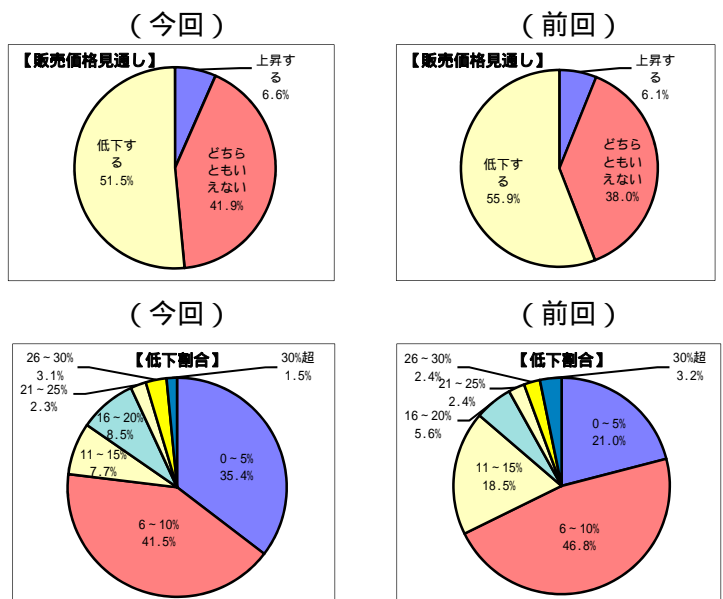 (今回)
【販売価格見通し】
上昇す
る
6.6%
低下す
る
51.5%
どちら
ともい
えない
41.9%
(前回)
【販売価格見通し】
上昇す
る
6.1%
低下す
る
55.9%
どちら
ともい
えない
38.0%
(今回)
【低下割合】
26~30%
3.1%
21~25%
2.3%
16~20%
8.5%
11~15%
7.7%
6~10%
41.5%
0~5%
35.4%
30%超
1.5%
(前回)
【低下割合】
26~30%
2.4%
21~25%
2.4%
16~20%
5.6%
11~15%
18.5%
6~10%
46.8%
0~5%
21.0%
30%超
3.2%